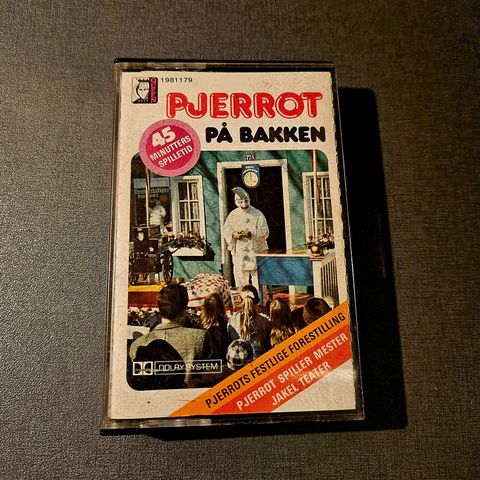 1981179
PJERROT
PÅ BAKKEN
45
MINUTTERS
SPILLETID
PJERROTS FESTLIGE FORESTILLING
PJERROT SPILLER MESTER
JAKEL TEATER
DOLBY SYSTEM